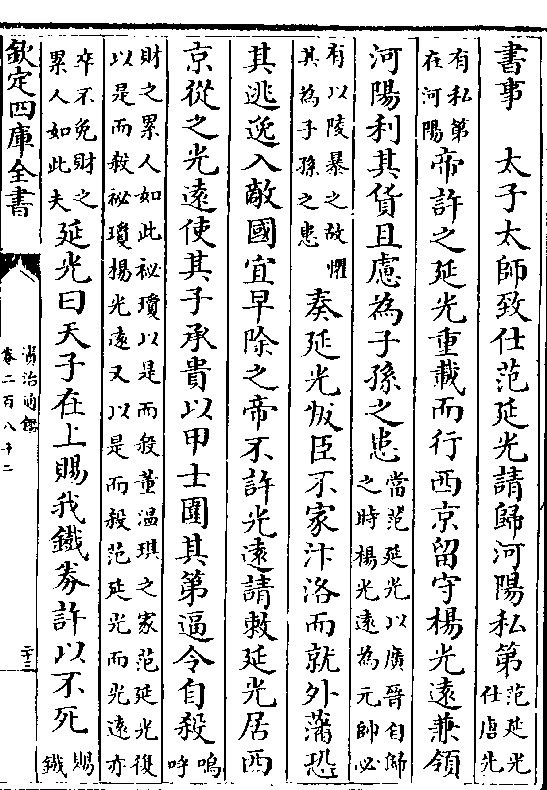 書事　太子太師致仕范延光請歸河陽私第范延光仕唐先
有私第在河陽帝許之延光重載而行西京留守楊光遠兼領
河陽利其貨且慮為子孫之患當范延光以廣晉自歸之時楊光遠為元帥必
有以陵暴之故懼其為子孫之患奏延光叛臣不家汴洛而就外藩恐
其逃逸入敵國宜早除之帝不許光遠請敕延光居西
京從之光遠使其子承貴以甲士圍其第逼令自殺嗚呼
財之累人如此祕瓊以是而殺董溫琪之家范延光復以是而殺祕瓊楊光遠又以是而殺范延光而光遠亦
卒不免財之累人如此夫延光曰天子在上賜我鐵券許以不死賜鐵
欽定四庫全書
資治通鑑
卷二百八十二
二十三